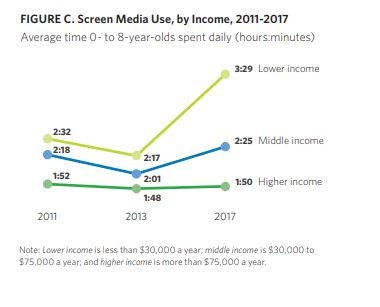 FIGURE C. Screen Media Use, by Income, 2011-2017
Average time 0- to 8-year-olds spent daily (hours:minutes)
3:29 Lower income
2:32
2:18
2:17
2:25 Middle income
2:01
1:52
1:50 Higher income
1:48
2011 2013 2017
Note: Lower income is less than $30,000 a year; middle income is $30,000 to
$75,000 a year; and higher income is more than $75,000 a year.